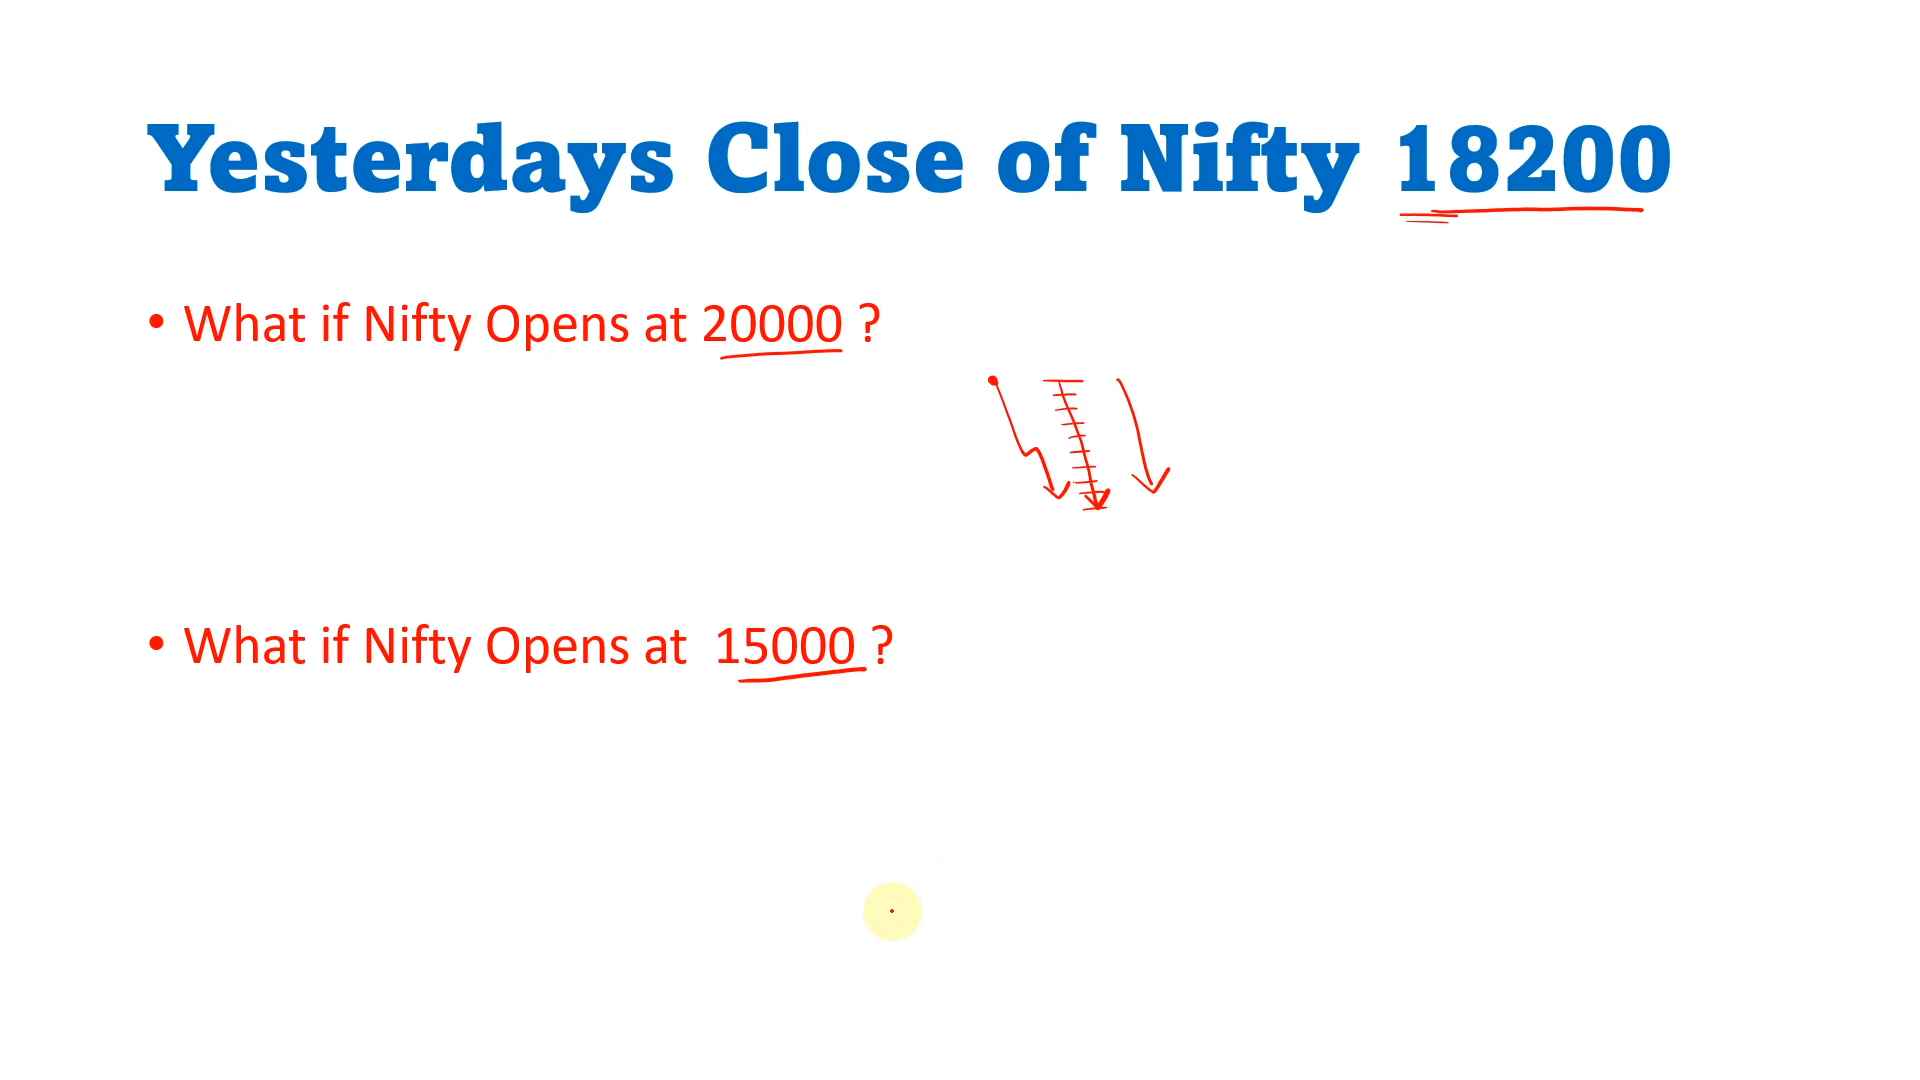 Yesterdays Close of Nifty 18200
• What if Nifty Opens at 20000 ?
• What if Nifty Opens at 15000 ?